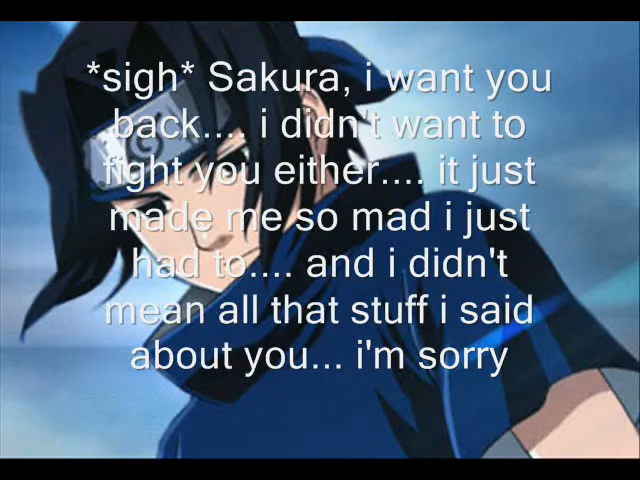 *sigh* Sakura, i want you
back.... i didn't want to
fight you either.... it just
made me so mad i just
had to.... and i didn't
mean all that stuff i said
about you... i'm sorry